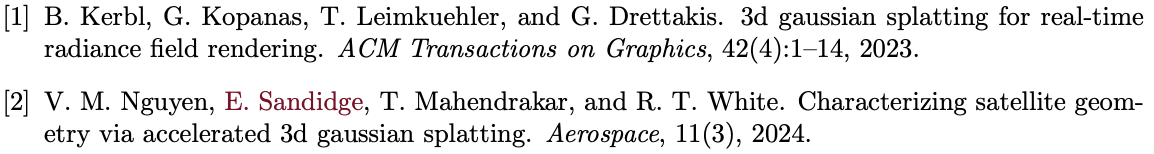 [1] B. Kerbl, G. Kopanas, T. Leimkuehler, and G. Drettakis. 3d gaussian splatting for real-time
radiance field rendering. ACM Transactions on Graphics, 42(4):1–14, 2023.
[2] V. M. Nguyen, E. Sandidge, T. Mahendrakar, and R. T. White. Characterizing satellite geom-
etry via accelerated 3d gaussian splatting. Aerospace, 11(3), 2024.